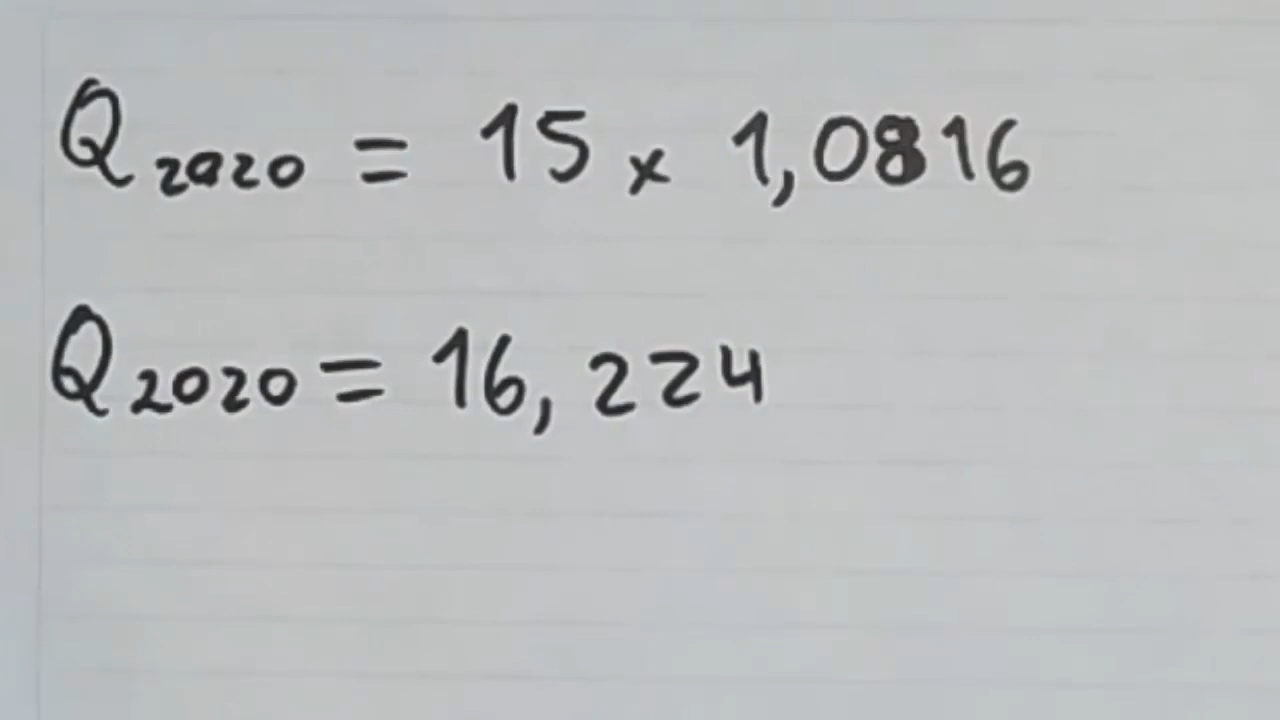 Q2020 = 15 x 1,0816
Q2020 = 16,224